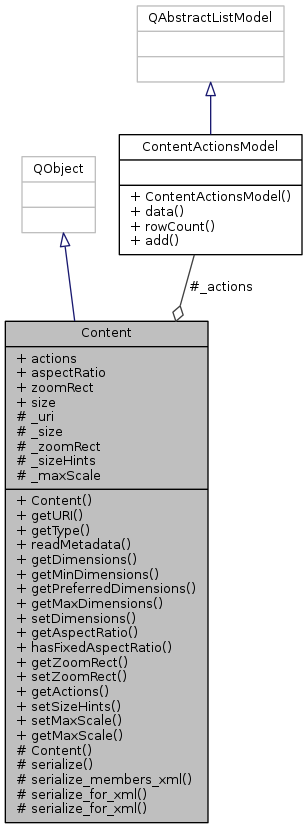 QAbstractListModel
ContentActionsModel
+ ContentActionsModel()
+ data()
+ rowCount()
+ add()
QObject
#_actions
Content
+ actions
+ aspectRatio
+ zoomRect
+ size
# _uri
# _size
# _zoomRect
# _sizeHints
# _maxScale
+ Content()
+ getURI()
+ getType()
+ readMetadata()
+ getDimensions()
+ getMinDimensions()
+ getPreferredDimensions()
+ getMaxDimensions()
+ setDimensions()
+ getAspectRatio()
+ hasFixedAspectRatio()
+ getZoomRect()
+ setZoomRect()
+ getActions()
+ setSizeHints()
+ setMaxScale()
+ getMaxScale()
# Content()
# serialize()
# serialize_members_xml()
# serialize_for_xml()
# serialize_for_xml()